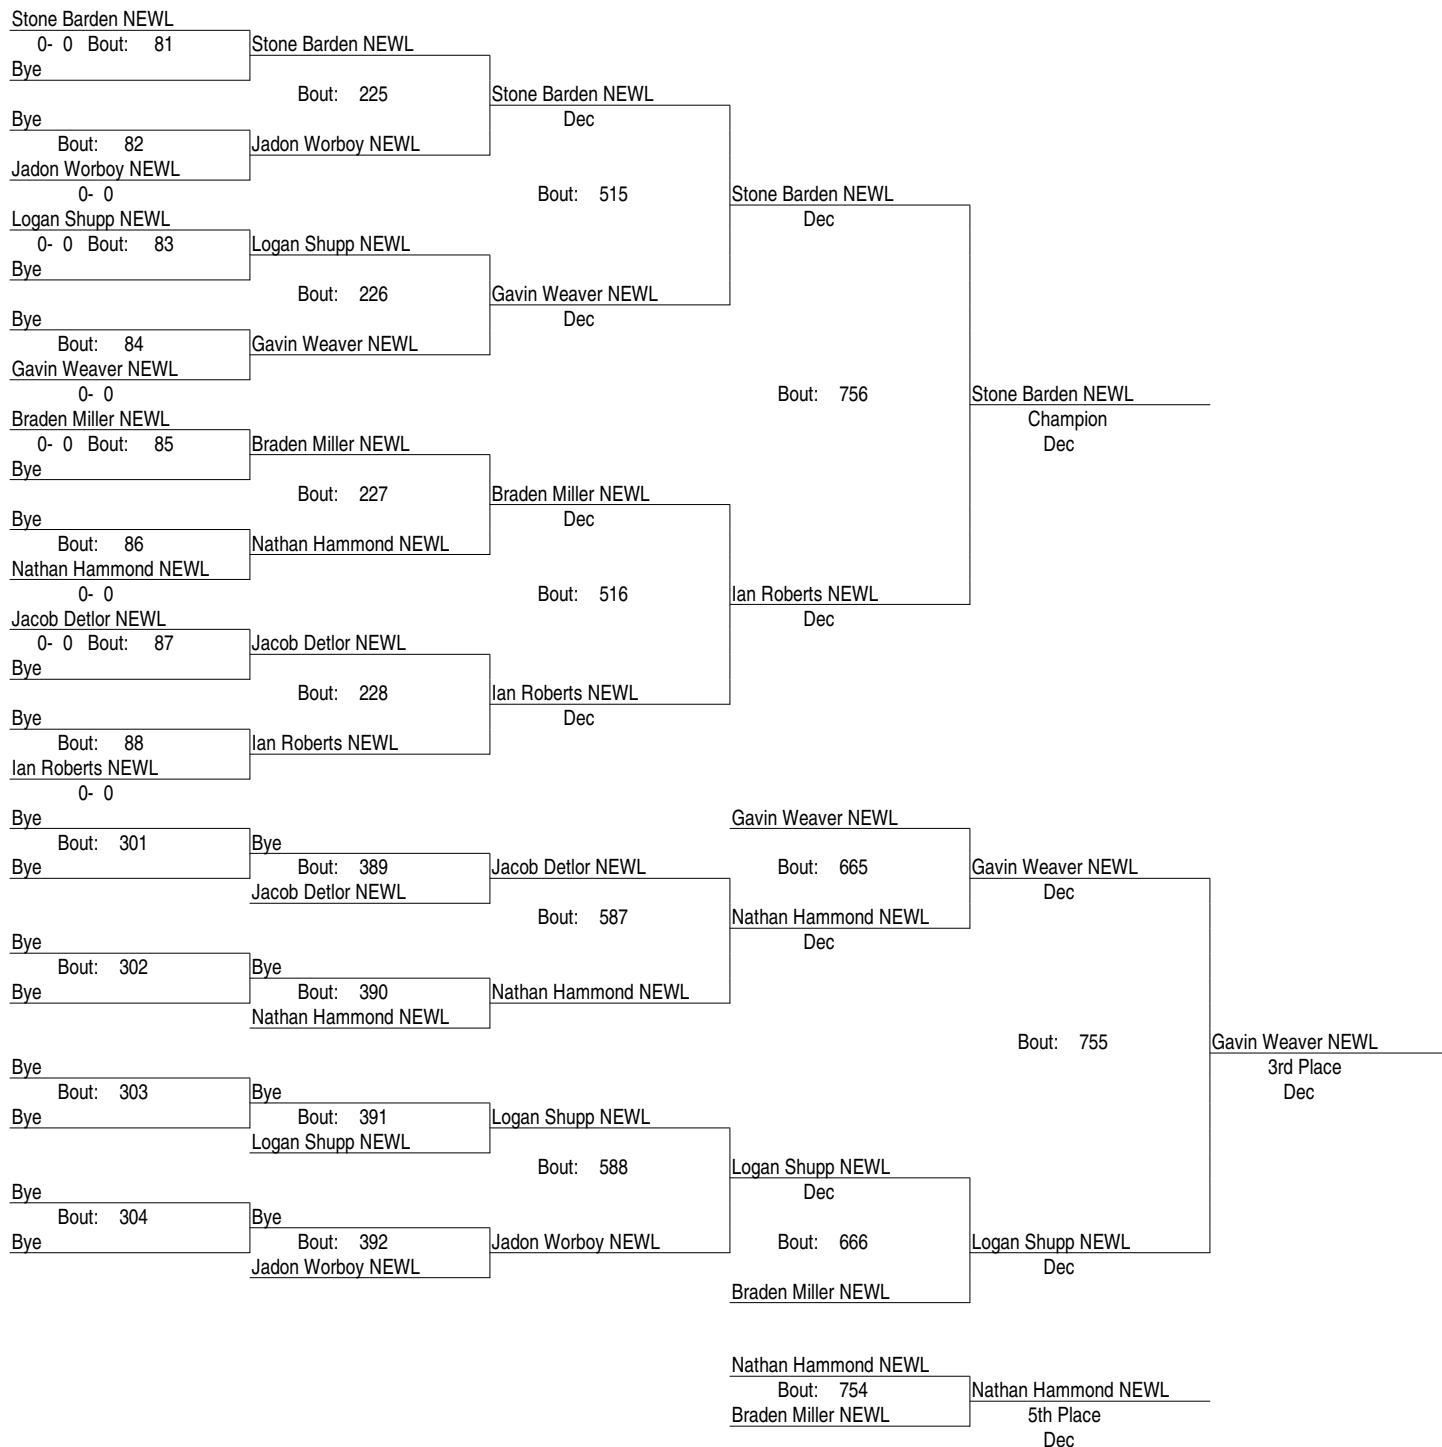 Stone Barden NEWL
0- 0 Bout: 81
Bye
Stone Barden NEWL
Bout: 225
Stone Barden NEWL
Dec
Bye
Bout: 82
Jadon Worboy NEWL
Jadon Worboy NEWL
0- 0
Bout: 515
Stone Barden NEWL
Dec
Logan Shupp NEWL
0- 0 Bout: 83
Bye
Logan Shupp NEWL
Bout: 226
Gavin Weaver NEWL
Dec
Bye
Bout: 84
Gavin Weaver NEWL
Gavin Weaver NEWL
0- 0
Bout: 756
Stone Barden NEWL
Champion
Dec
Braden Miller NEWL
0- 0 Bout: 85
Bye
Braden Miller NEWL
Bout: 227
Braden Miller NEWL
Dec
Bye
Bout: 86
Nathan Hammond NEWL
Nathan Hammond NEWL
0- 0
Bout: 516
Ian Roberts NEWL
Dec
Jacob Detlor NEWL
0- 0 Bout: 87
Bye
Jacob Detlor NEWL
Bout: 228
Ian Roberts NEWL
Dec
Bye
Bout: 88
Ian Roberts NEWL
Ian Roberts NEWL
0- 0
Bye
Bout: 301
Bye
Bye
Bout: 389
Jacob Detlor NEWL
Jacob Detlor NEWL
Bout: 587
Gavin Weaver NEWL
Bout: 665
Nathan Hammond NEWL
Dec
Gavin Weaver NEWL
Dec
Bye
Bout: 302
Bye
Bye
Bout: 390
Nathan Hammond NEWL
Nathan Hammond NEWL
Bout: 755
Gavin Weaver NEWL
3rd Place
Dec
Bye
Bout: 303
Bye
Bye
Bout: 391
Logan Shupp NEWL
Logan Shupp NEWL
Bout: 588
Logan Shupp NEWL
Dec
Bye
Bout: 304
Bye
Bye
Bout: 392
Jadon Worboy NEWL
Jadon Worboy NEWL
Bout: 666
Braden Miller NEWL
Logan Shupp NEWL
Dec
Nathan Hammond NEWL
Bout: 754
Braden Miller NEWL
Nathan Hammond NEWL
5th Place
Dec